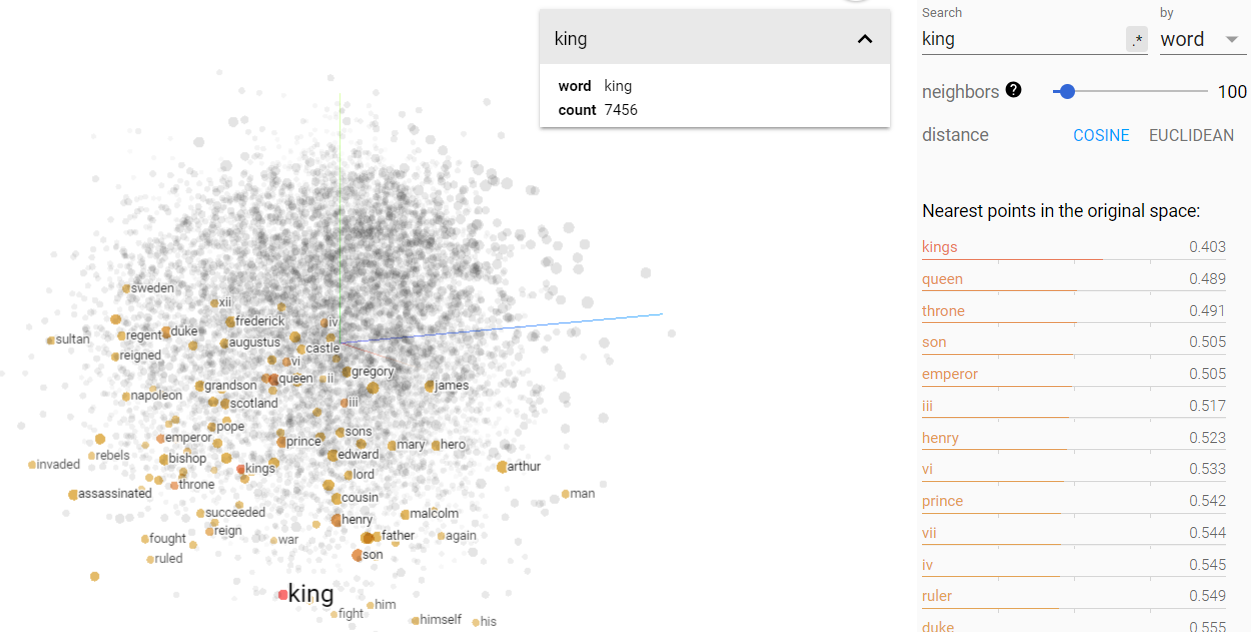 king
word king
count 7456
Search
by
king
.*
word
neighbors ?
100
distance
COSINE
EUCLIDEAN
Nearest points in the original space:
kings 0.403
queen 0.489
throne 0.491
son 0.505
emperor 0.505
iii 0.517
henry 0.523
vi 0.533
prince 0.542
vii 0.544
iv 0.545
ruler 0.549
duke 0.555
sweden
xii
frederick
iv
sultan
regent
duke
augustus
castle
reigned
vi
gregory
grandson
queen
ii
james
napoleon
scotland
iii
pope
emperor
prince
sons
mary
hero
rebels
bishop
edward
invaded
kings
arthur
throne
lord
assassinated
cousin
man
succeeded
henry
malcolm
reign
fought
war
father
again
ruled
son
king
fight
him
himself
his